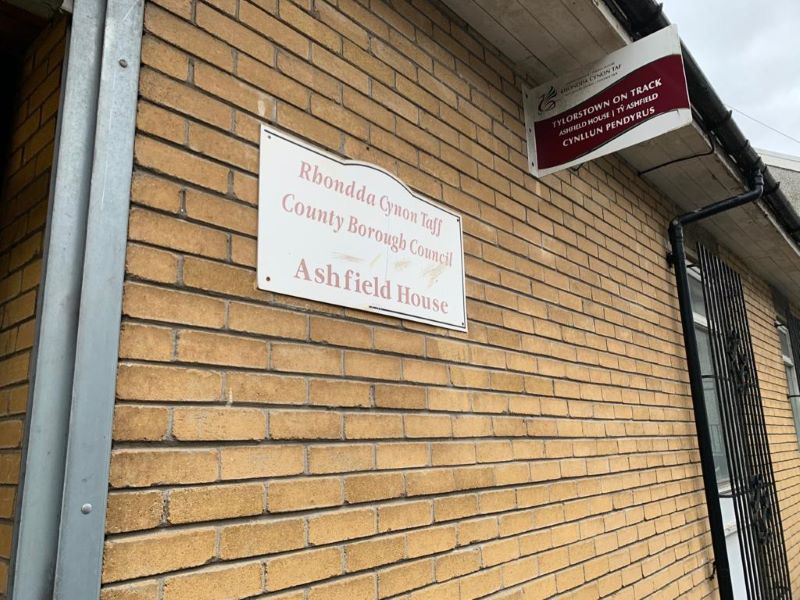 Rhondda Cynon Taff
County Borough Council
Ashfield House
RHONDDA CYNON TAF
TYLORSTOWN ON TRACK
ASHFIELD HOUSE | TŶ ASHFIELD
CYNLLUN PENDYRUS